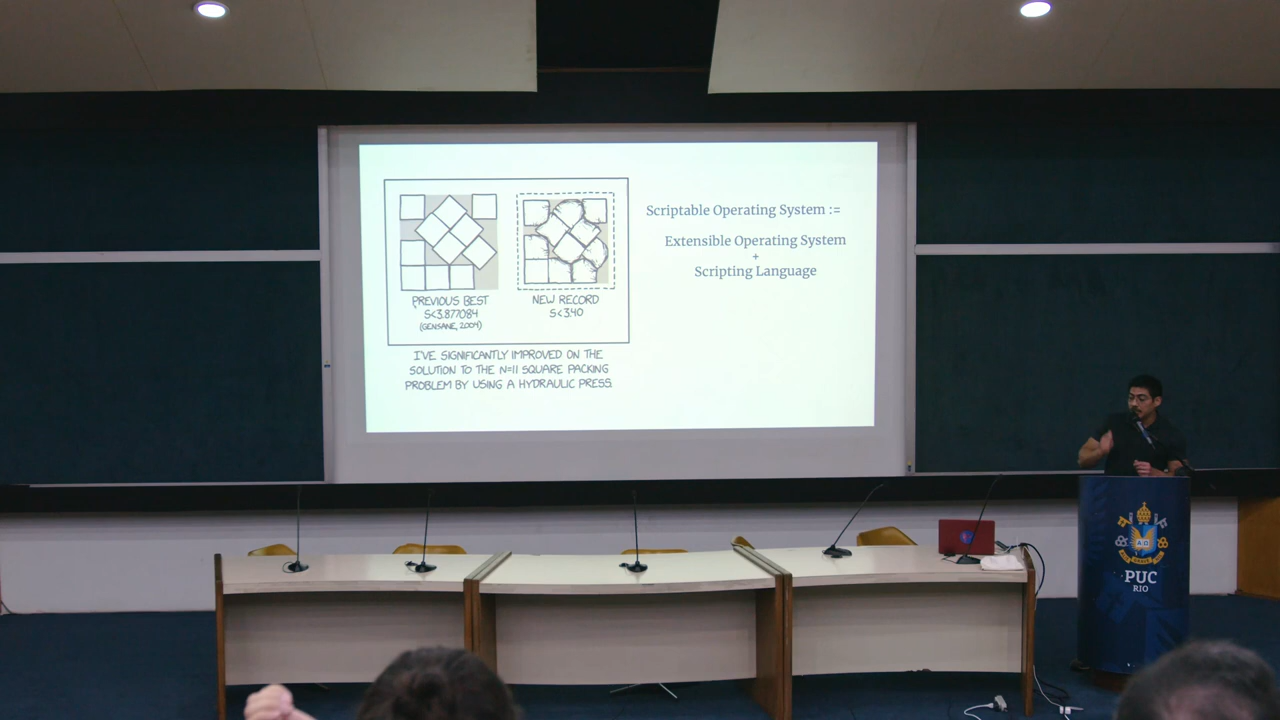 PREVIOUS BEST
S<3.877084
(GENSANE, 2004)
NEW RECORD
S<3.40
I'VE SIGNIFICANTLY IMPROVED ON THE
SOLUTION TO THE N=11 SQUARE PACKING
PROBLEM BY USING A HYDRAULIC PRESS.
Scriptable Operating System :=
Extensible Operating System
+
Scripting Language
PUC
RIO